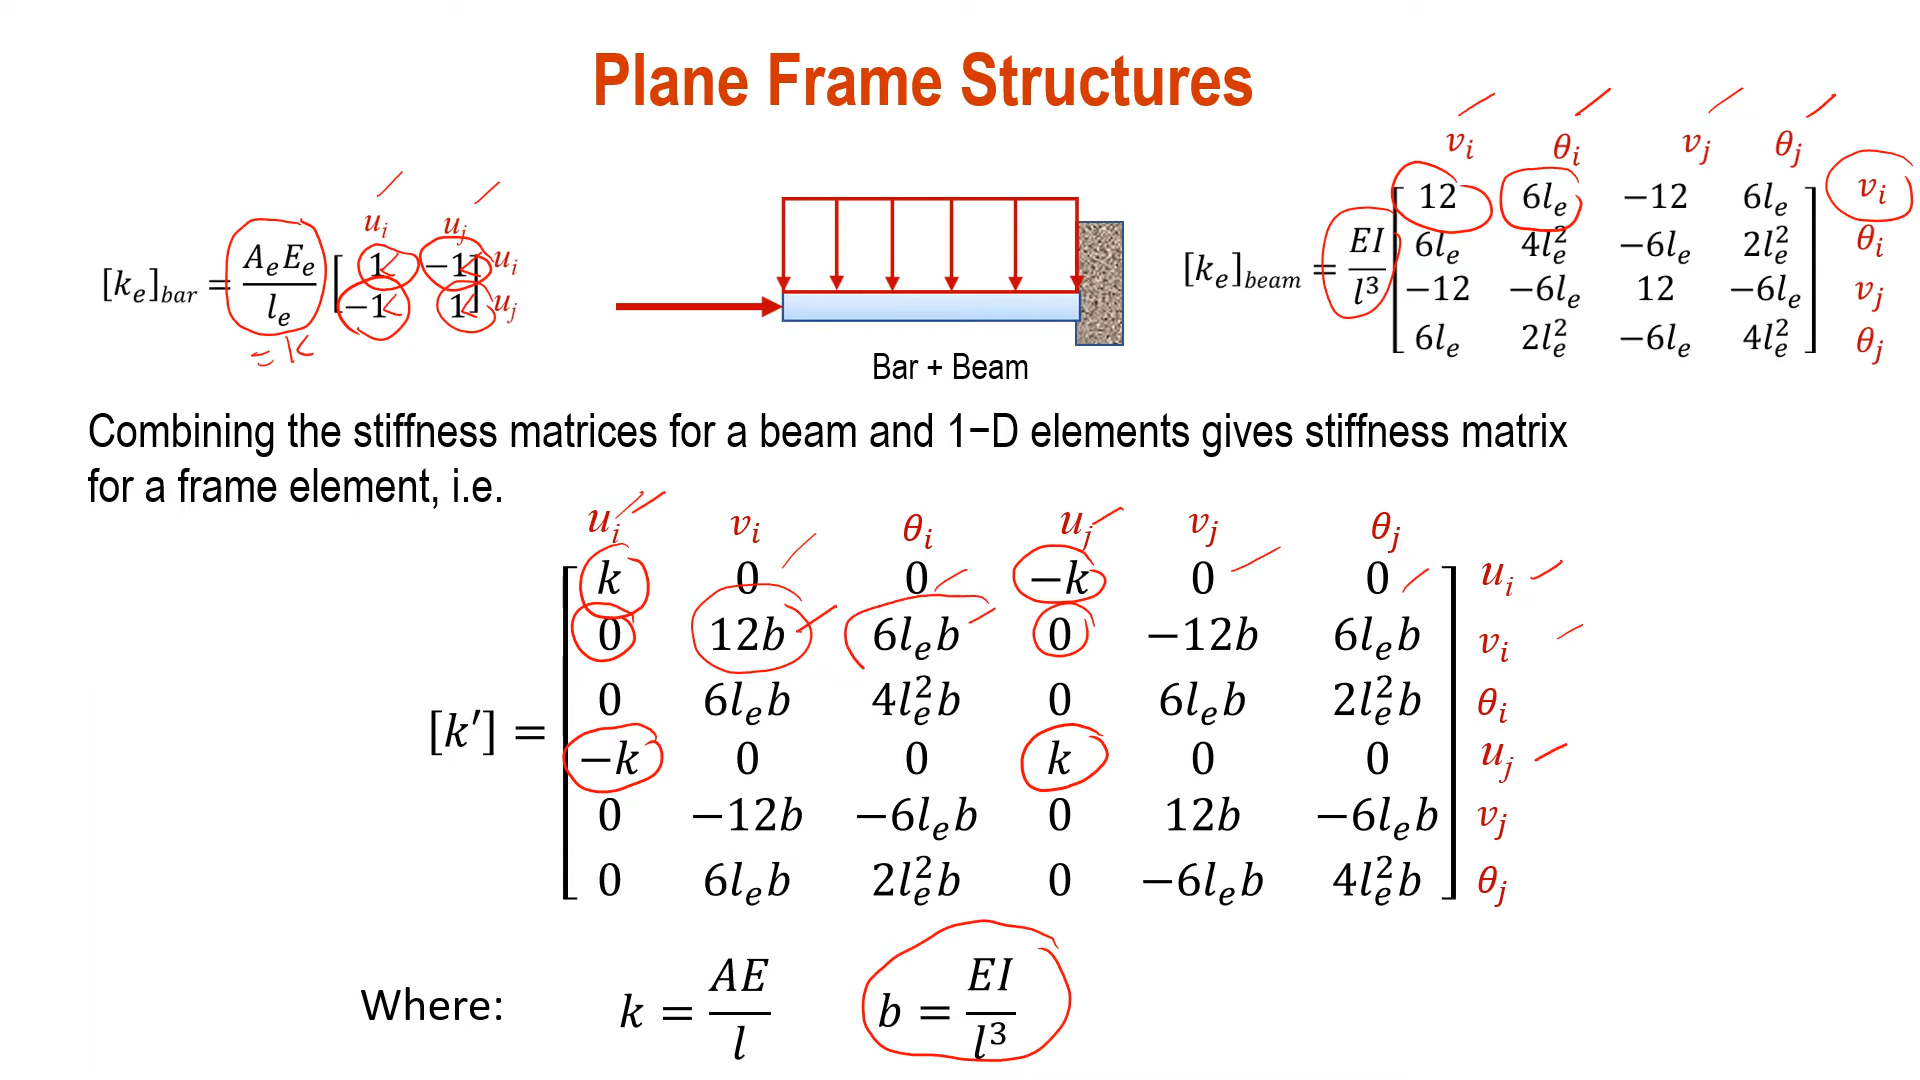 Plane Frame Structures
[kₑ]bar = AₑEₑ/lₑ
uᵢ uⱼ
[1 −1] uᵢ
[−1 1] uⱼ
= k
Bar + Beam
[kₑ]beam = EI/l³
vᵢ θᵢ vⱼ θⱼ
[12 6lₑ −12 6lₑ] vᵢ
[6lₑ 4lₑ² −6lₑ 2lₑ²] θᵢ
[−12 −6lₑ 12 −6lₑ] vⱼ
[6lₑ 2lₑ² −6lₑ 4lₑ²] θⱼ
Combining the stiffness matrices for a beam and 1−D elements gives stiffness matrix
for a frame element, i.e.
uᵢ vᵢ θᵢ uⱼ vⱼ θⱼ
[k′] =
[k 0 0 −k 0 0] uᵢ
[0 12b 6lₑb 0 −12b 6lₑb] vᵢ
[0 6lₑb 4lₑ²b 0 6lₑb 2lₑ²b] θᵢ
[−k 0 0 k 0 0] uⱼ
[0 −12b −6lₑb 0 12b −6lₑb] vⱼ
[0 6lₑb 2lₑ²b 0 −6lₑb 4lₑ²b] θⱼ
Where: k = AE/l b = EI/l³